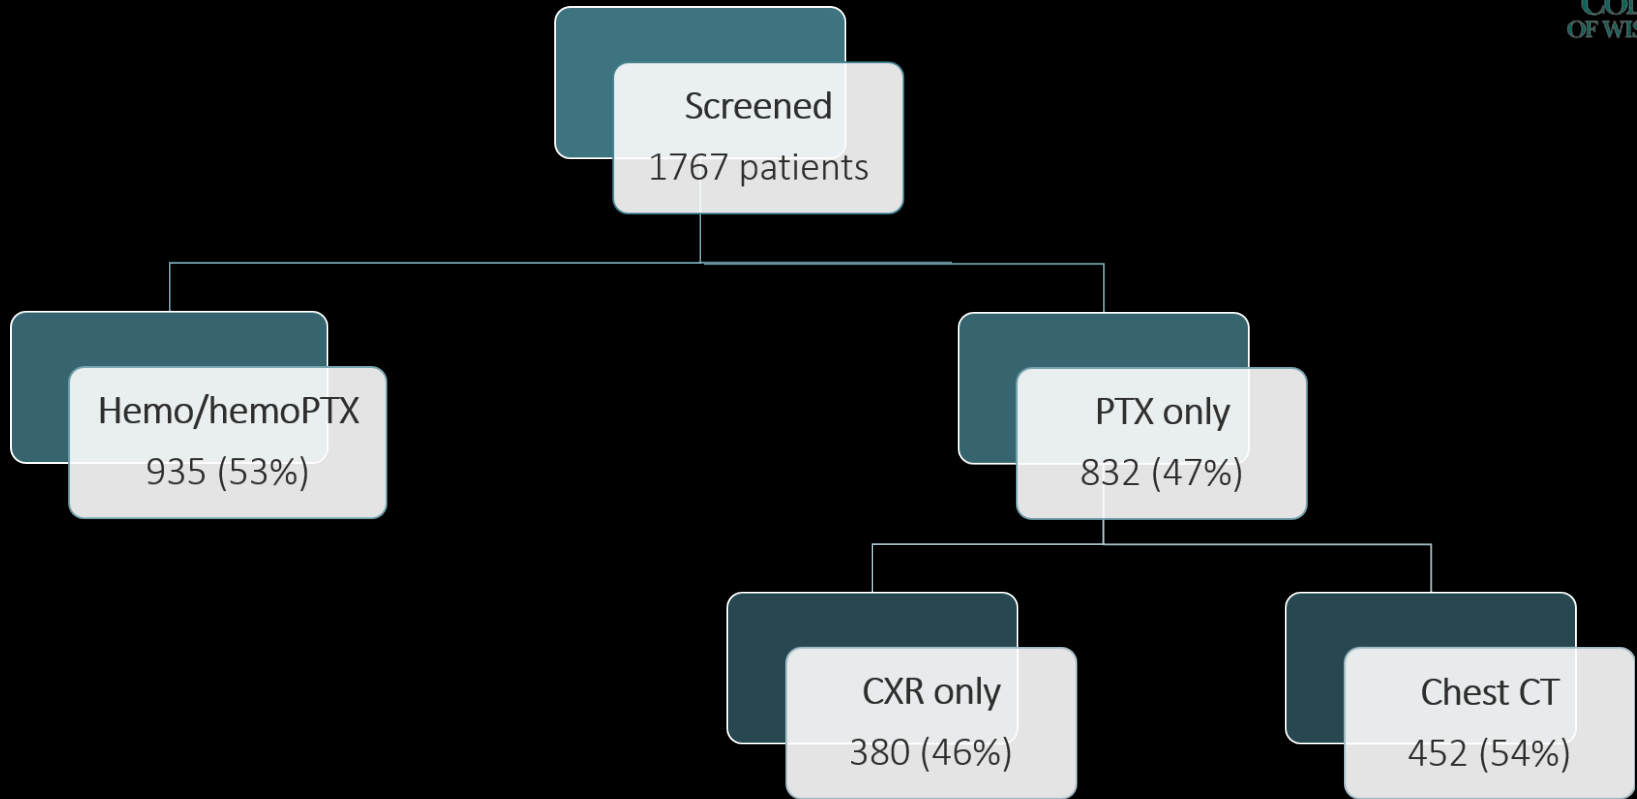 OF
Screened
1767 patients
Hemo/hemoPTX
935 (53%)
PTX only
832 (47%)
CXR only
380 (46%)
Chest CT
452 (54%)